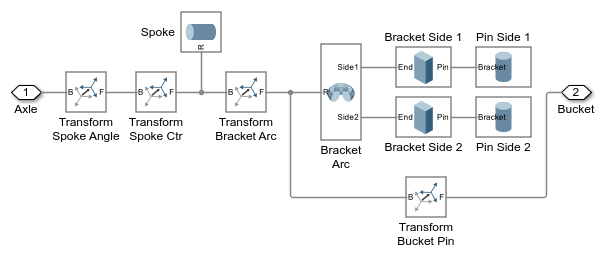 Spoke
R
Bracket Side 1
Pin Side 1
Side1
End
Pin
Bracket
1
Axle
B
F
Transform
Spoke Angle
B
F
Transform
Spoke Ctr
B
F
Transform
Bracket Arc
R
Side2
Bracket
Arc
End
Pin
Bracket Side 2
Bracket
Pin Side 2
2
Bucket
B
F
Transform
Bucket Pin